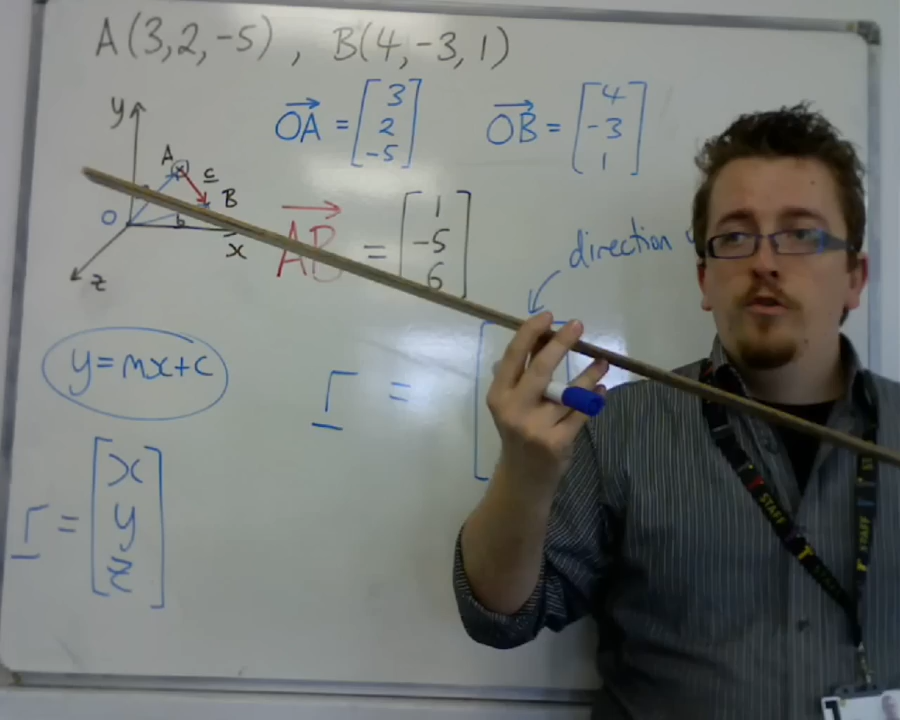 A(3,2,-5) , B(4,-3,1)
y
OA = [3 2 -5]
OB = [4 -3 1]
A
c
B
O
b
x
z
AB = [1 -5 6]
direction
y=mx+c
r =
r = [x y z]
STAFF
STAFF